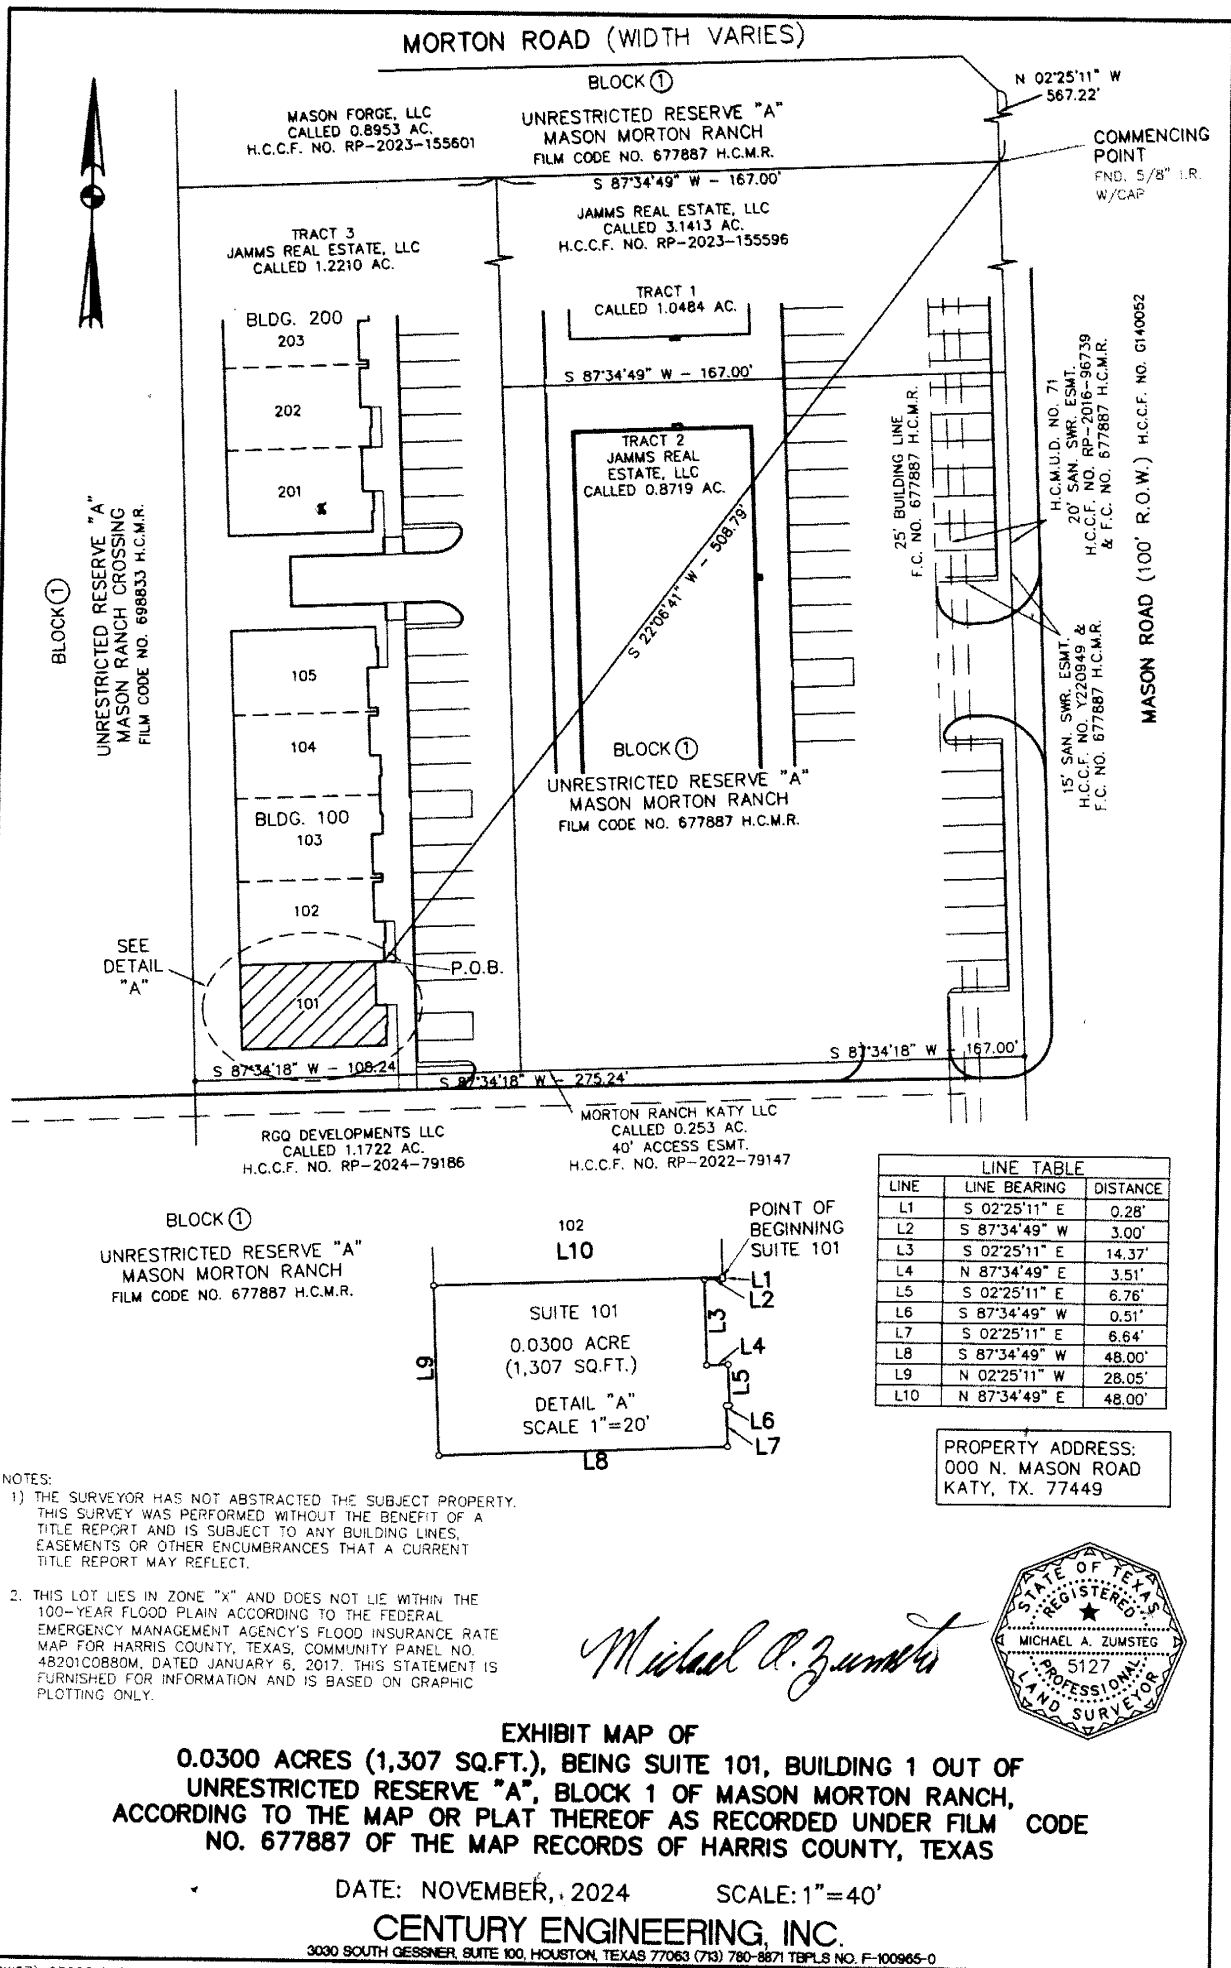 MORTON ROAD (WIDTH VARIES)
BLOCK 1
UNRESTRICTED RESERVE "A"
MASON MORTON RANCH
FILM CODE NO. 677887 H.C.M.R.
N 02°25'11" W
567.22'
MASON FORGE, LLC
CALLED 0.8953 AC.
H.C.C.F. NO. RP-2023-155601
COMMENCING
POINT
FND. 5/8" I.R.
W/CAP
S 87°34'49" W - 167.00'
JAMMS REAL ESTATE, LLC
CALLED 3.1413 AC.
H.C.C.F. NO. RP-2023-155596
TRACT 3
JAMMS REAL ESTATE, LLC
CALLED 1.2210 AC.
TRACT 1
CALLED 1.0484 AC.
BLDG. 200
203
202
201
S 87°34'49" W - 167.00'
TRACT 2
JAMMS REAL
ESTATE, LLC
CALLED 0.8719 AC.
S 22°06'41" W - 508.79'
25' BUILDING LINE
F.C. NO. 677887 H.C.M.R.
H.C.M.U.D. NO. 71
20' SAN. SWR. ESMT.
H.C.C.F. NO. RP-2016-96739
& F.C. NO. 677887 H.C.M.R.
MASON ROAD (100' R.O.W.) H.C.C.F. NO. G140052
15' SAN. SWR. ESMT.
H.C.C.F. NO. Y220949 &
F.C. NO. 677887 H.C.M.R.
BLOCK 1
UNRESTRICTED RESERVE "A"
MASON RANCH CROSSING
FILM CODE NO. 698833 H.C.M.R.
105
104
BLDG. 100
103
102
101
BLOCK 1
UNRESTRICTED RESERVE "A"
MASON MORTON RANCH
FILM CODE NO. 677887 H.C.M.R.
SEE
DETAIL
"A"
P.O.B.
S 87°34'18" W - 108.24
S 87°34'18" W - 167.00'
S 87°34'18" W - 275.24'
RGQ DEVELOPMENTS LLC
CALLED 1.1722 AC.
H.C.C.F. NO. RP-2024-79186
MORTON RANCH KATY LLC
CALLED 0.253 AC.
40' ACCESS ESMT.
H.C.C.F. NO. RP-2022-79147
LINE TABLE
LINE LINE BEARING DISTANCE
L1 S 02°25'11" E 0.28'
L2 S 87°34'49" W 3.00'
L3 S 02°25'11" E 14.37'
L4 N 87°34'49" E 3.51'
L5 S 02°25'11" E 6.76'
L6 S 87°34'49" W 0.51'
L7 S 02°25'11" E 6.64'
L8 S 87°34'49" W 48.00'
L9 N 02°25'11" W 28.05'
L10 N 87°34'49" E 48.00'
BLOCK 1
UNRESTRICTED RESERVE "A"
MASON MORTON RANCH
FILM CODE NO. 677887 H.C.M.R.
102
L10
POINT OF
BEGINNING
SUITE 101
L1
L2
L3
L4
L5
L6
L7
L8
L9
SUITE 101
0.0300 ACRE
(1,307 SQ.FT.)
DETAIL "A"
SCALE 1"=20'
PROPERTY ADDRESS:
000 N. MASON ROAD
KATY, TX. 77449
NOTES:
1) THE SURVEYOR HAS NOT ABSTRACTED THE SUBJECT PROPERTY.
THIS SURVEY WAS PERFORMED WITHOUT THE BENEFIT OF A
TITLE REPORT AND IS SUBJECT TO ANY BUILDING LINES,
EASEMENTS OR OTHER ENCUMBRANCES THAT A CURRENT
TITLE REPORT MAY REFLECT.
2. THIS LOT LIES IN ZONE "X" AND DOES NOT LIE WITHIN THE
100-YEAR FLOOD PLAIN ACCORDING TO THE FEDERAL
EMERGENCY MANAGEMENT AGENCY'S FLOOD INSURANCE RATE
MAP FOR HARRIS COUNTY, TEXAS, COMMUNITY PANEL NO.
48201C0880M, DATED JANUARY 6, 2017. THIS STATEMENT IS
FURNISHED FOR INFORMATION AND IS BASED ON GRAPHIC
PLOTTING ONLY.
Michael A. Zumsteg
STATE OF TEXAS
REGISTERED
MICHAEL A. ZUMSTEG
5127
PROFESSIONAL
LAND SURVEYOR
EXHIBIT MAP OF
0.0300 ACRES (1,307 SQ.FT.), BEING SUITE 101, BUILDING 1 OUT OF
UNRESTRICTED RESERVE "A", BLOCK 1 OF MASON MORTON RANCH,
ACCORDING TO THE MAP OR PLAT THEREOF AS RECORDED UNDER FILM CODE
NO. 677887 OF THE MAP RECORDS OF HARRIS COUNTY, TEXAS
DATE: NOVEMBER, 2024 SCALE: 1"=40'
CENTURY ENGINEERING, INC.
3030 SOUTH GESSNER, SUITE 100, HOUSTON, TEXAS 77063 (713) 780-8871 TBPLS NO. F-100965-0